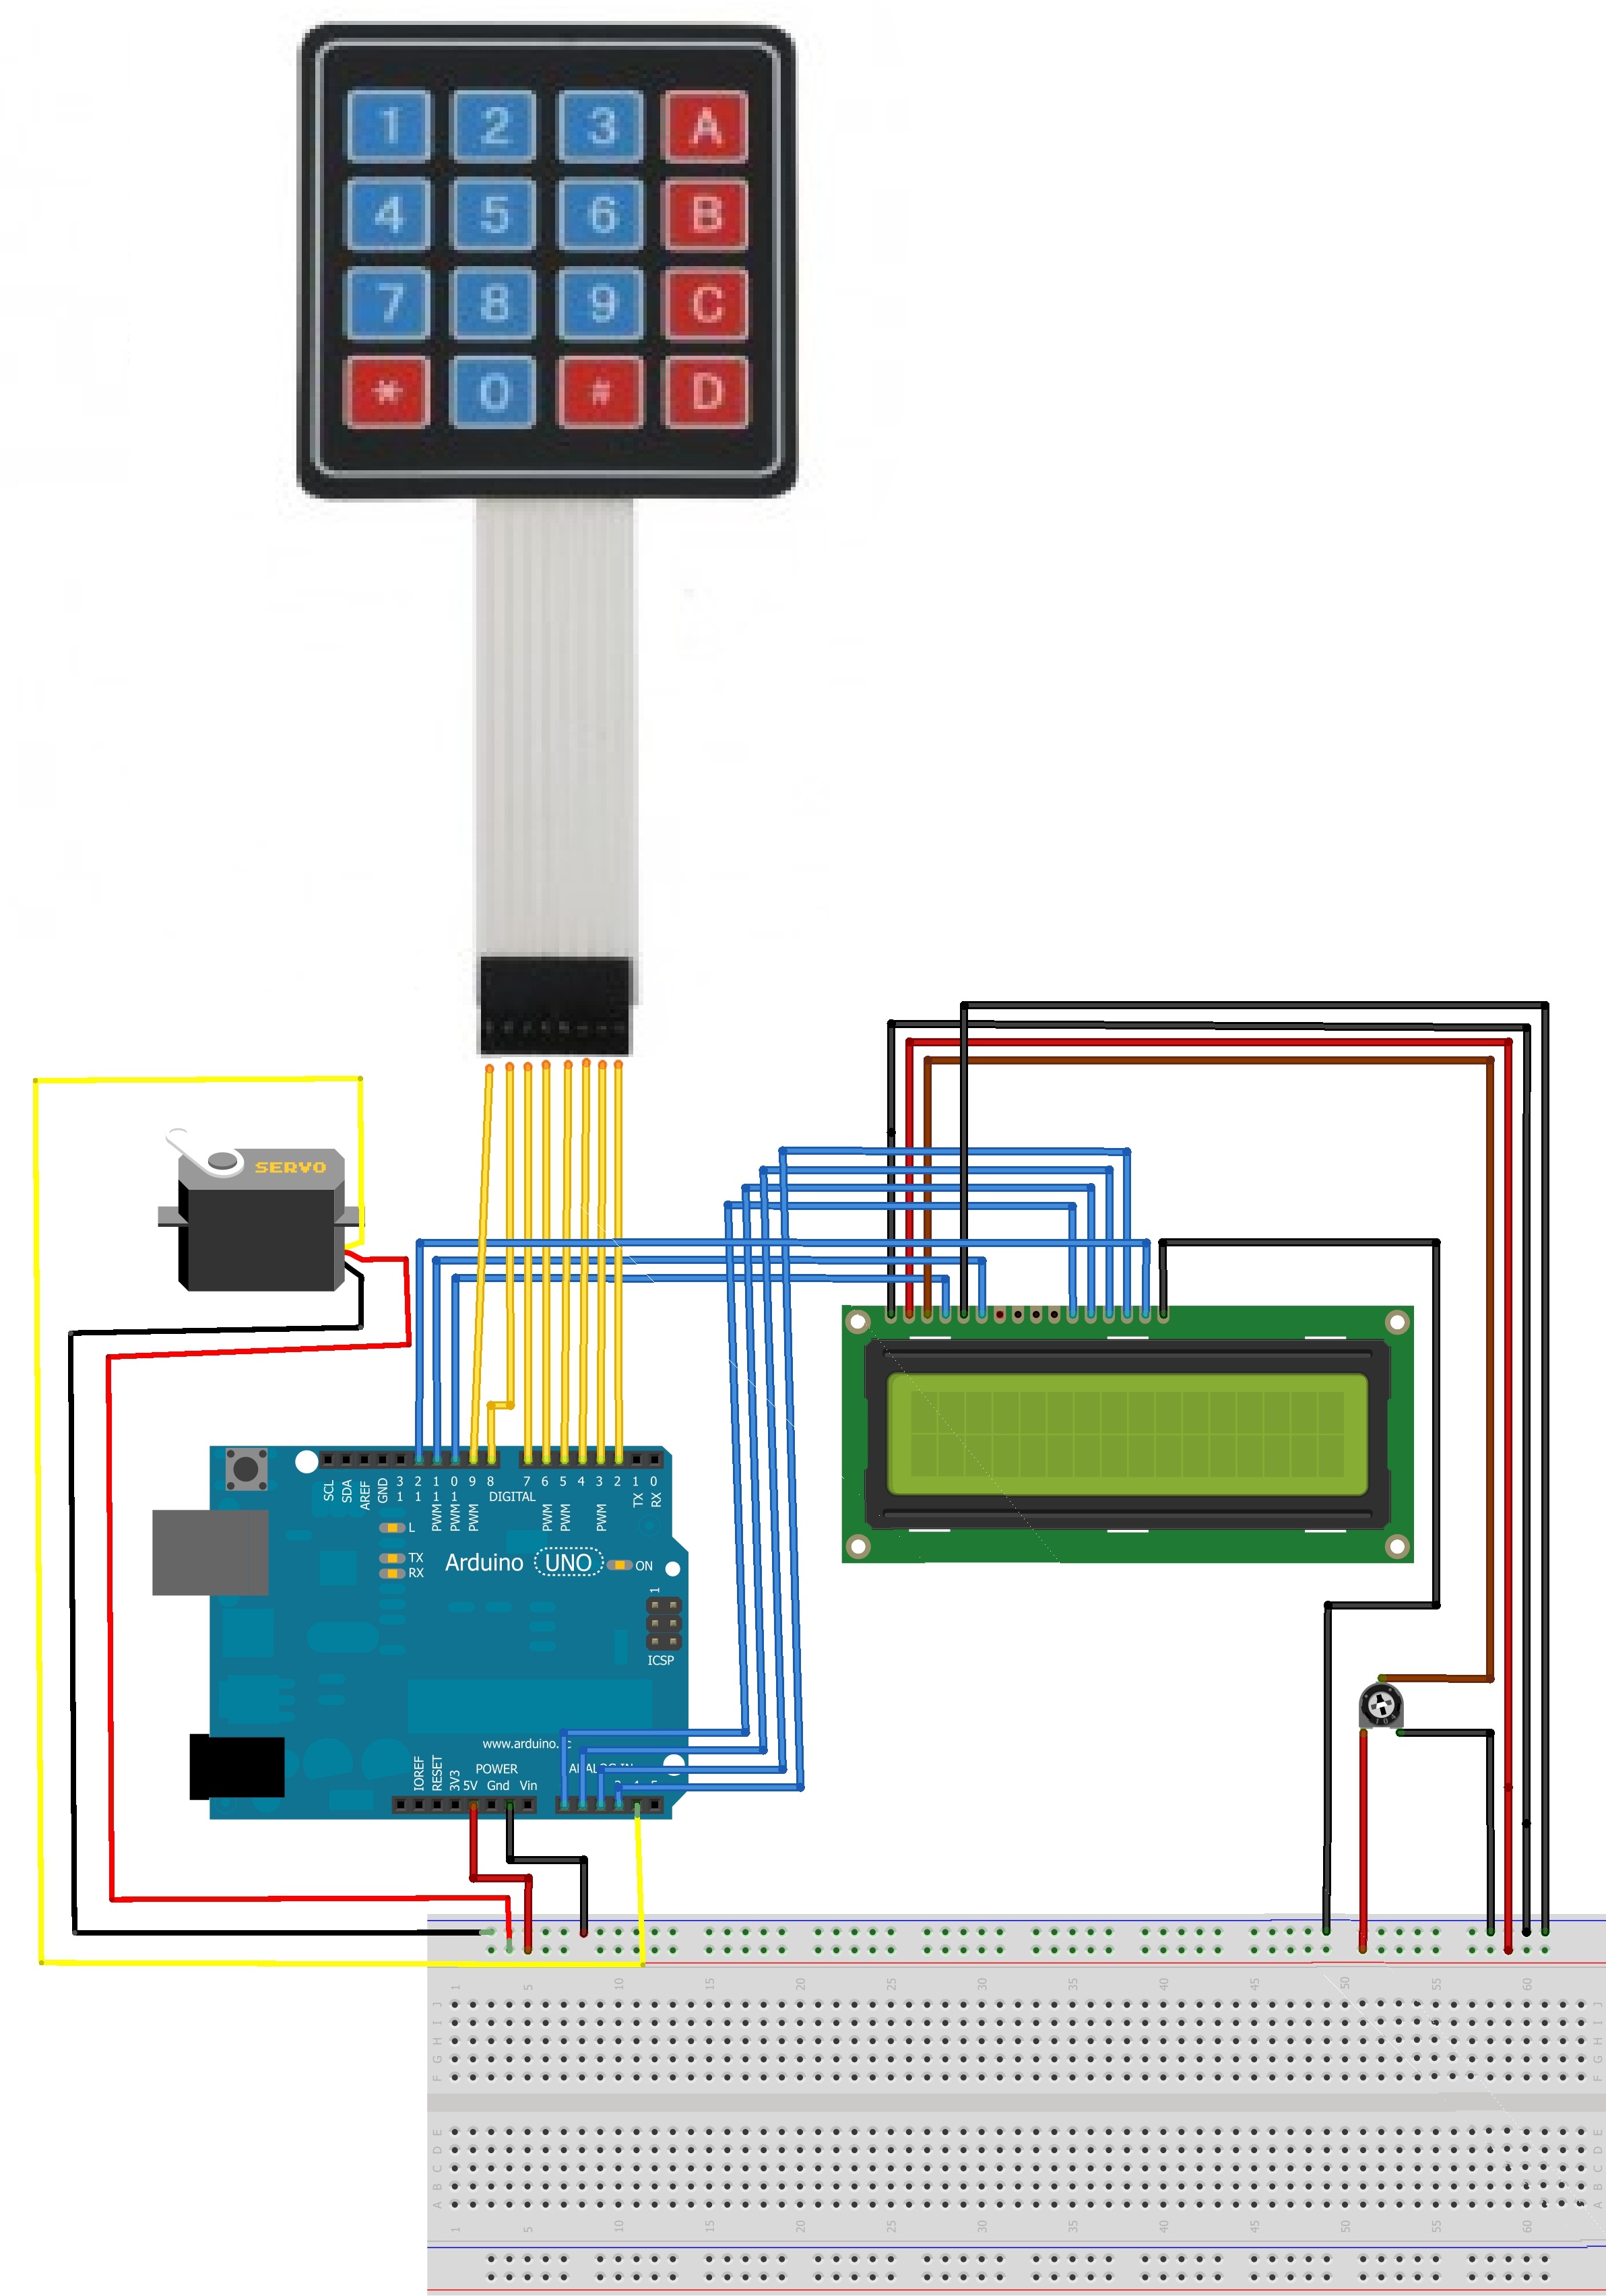 1 2 3 A
4 5 6 B
7 8 9 C
* 0 # D
SERVO
SCL SDA AREF GND 13 12 11 10 9 8 7 6 5 4 3 2 1 0
PWM PWM PWM DIGITAL PWM PWM PWM TX RX
L
TX
RX
Arduino UNO ON
1
ICSP
www.arduino.
IOREF RESET 3V3 5V Gnd Vin
POWER
1 5 10 15 20 25 30 35 40 45 50 55 60
J J
I I
H H
G G
F F
E E
D D
C C
B B
A A
1 5 10 15 20 25 30 35 40 45 50 55 60